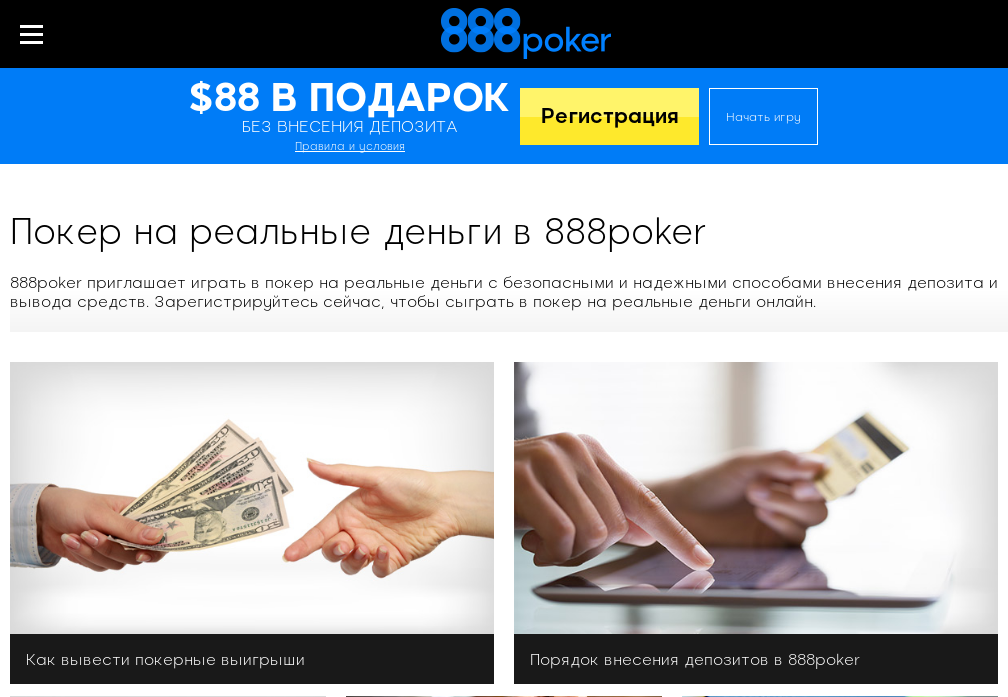 888poker
$88 В ПОДАРОК
БЕЗ ВНЕСЕНИЯ ДЕПОЗИТА
Правила и условия
Регистрация
Начать игру
Покер на реальные деньги в 888poker
888poker приглашает играть в покер на реальные деньги с безопасными и надежными способами внесения депозита и
вывода средств. Зарегистрируйтесь сейчас, чтобы сыграть в покер на реальные деньги онлайн.
Как вывести покерные выигрыши
Порядок внесения депозитов в 888poker